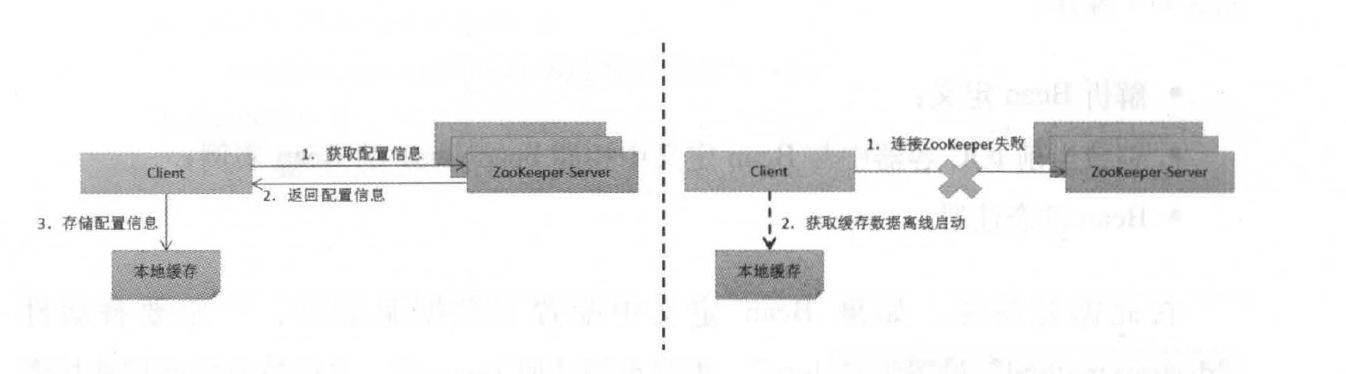 1. 获取配置信息
Client
ZooKeeper-Server
2. 返回配置信息
3. 存储配置信息
本地缓存
1. 连接ZooKeeper失败
Client
ZooKeeper-Server
2. 获取缓存数据离线启动
本地缓存